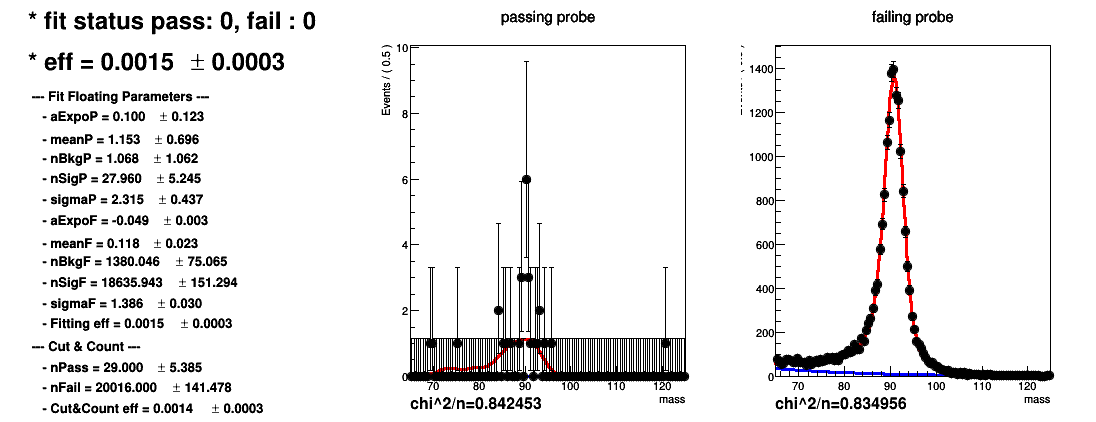 * fit status pass: 0, fail : 0
* eff = 0.0015 ± 0.0003
--- Fit Floating Parameters ---
- aExpoP = 0.100 ± 0.123
- meanP = 1.153 ± 0.696
- nBkgP = 1.068 ± 1.062
- nSigP = 27.960 ± 5.245
- sigmaP = 2.315 ± 0.437
- aExpoF = -0.049 ± 0.003
- meanF = 0.118 ± 0.023
- nBkgF = 1380.046 ± 75.065
- nSigF = 18635.943 ± 151.294
- sigmaF = 1.386 ± 0.030
- Fitting eff = 0.0015 ± 0.0003
--- Cut & Count ---
- nPass = 29.000 ± 5.385
- nFail = 20016.000 ± 141.478
- Cut&Count eff = 0.0014 ± 0.0003
passing probe
Events / ( 0.5 )
10
8
6
4
2
0
70 80 90 100 110 120
mass
chi^2/n=0.842453
failing probe
1400
1200
1000
800
600
400
200
0
70 80 90 100 110 120
mass
chi^2/n=0.834956